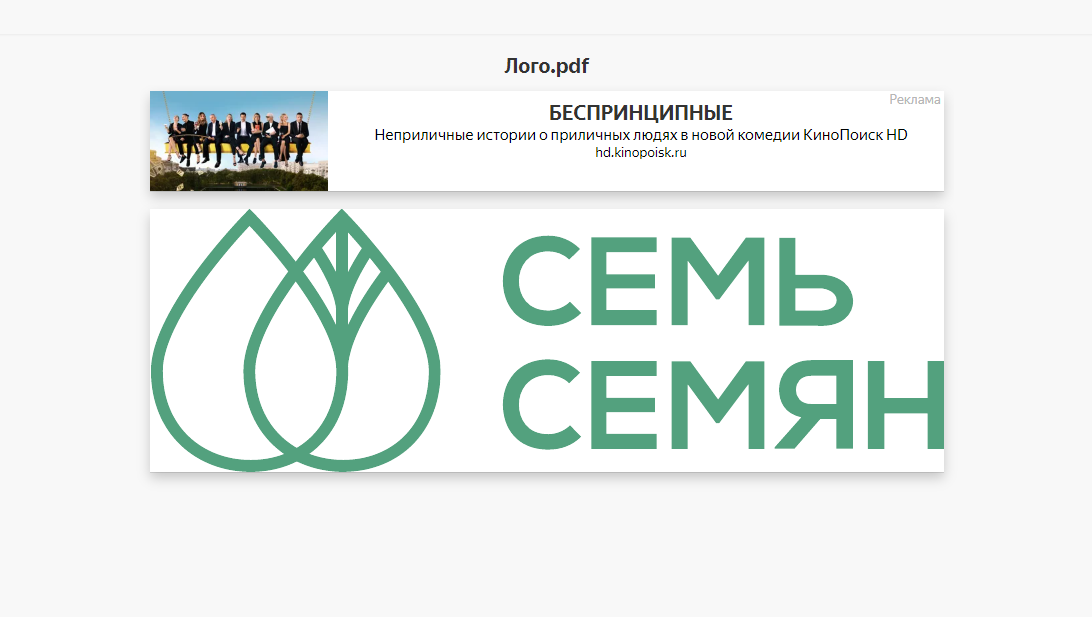 Лого.pdf
Реклама
БЕСПРИНЦИПНЫЕ
Неприличные истории о приличных людях в новой комедии КиноПоиск HD
hd.kinopoisk.ru
СЕМЬ
СЕМЯН